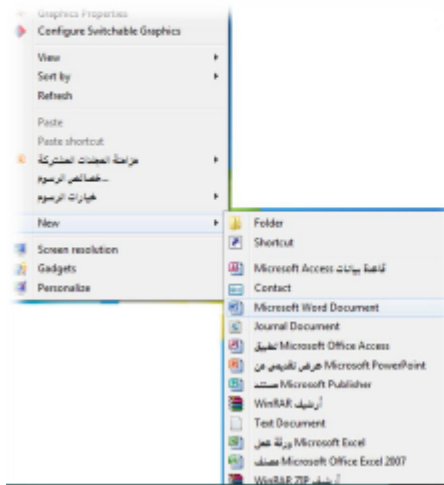 Graphics Properties
Configure Switchable Graphics
View
Sort by
Refresh
Paste
Paste shortcut
مزامنة المجلدات المشتركة
خصائص الرسوم...
خيارات الرسوم
New
Screen resolution
Gadgets
Personalize
Folder
Shortcut
قاعدة بيانات Microsoft Access
Contact
Microsoft Word Document
Journal Document
تطبيق Microsoft Office Access
عرض تقديمي من Microsoft PowerPoint
مستند Microsoft Publisher
أرشيف WinRAR
Text Document
ورقة عمل Microsoft Excel
مصنف Microsoft Office Excel 2007
أرشيف WinRAR ZIP